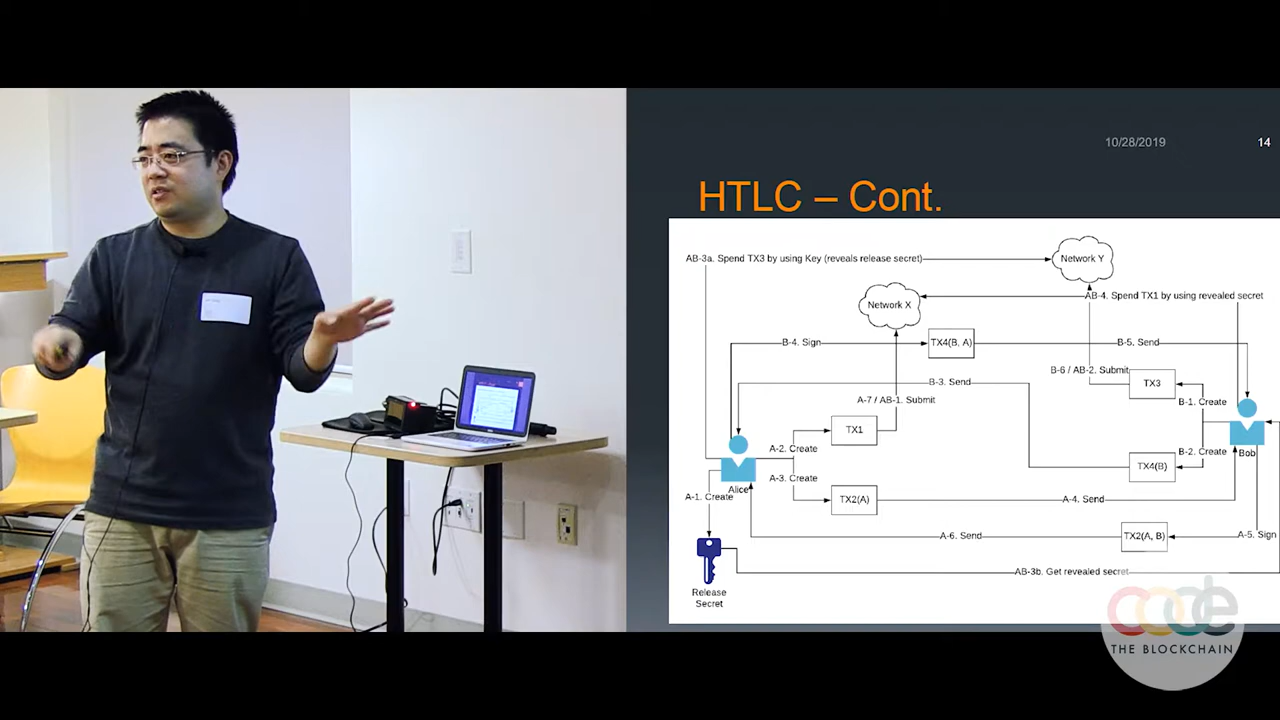 10/28/2019
14
HTLC – Cont.
AB-3a. Spend TX3 by using Key (reveals release secret)
Network Y
Network X
AB-4. Spend TX1 by using revealed secret
B-4. Sign
TX4(B, A)
B-5. Send
B-6 / AB-2. Submit
B-3. Send
TX3
A-7 / AB-1. Submit
B-1. Create
TX1
A-2. Create
B-2. Create
Bob
TX4(B)
A-3. Create
Alice
A-1. Create
TX2(A)
A-4. Send
A-6. Send
TX2(A, B)
A-5. Sign
AB-3b. Get revealed secret
Release
Secret
code
THE BLOCKCHAIN